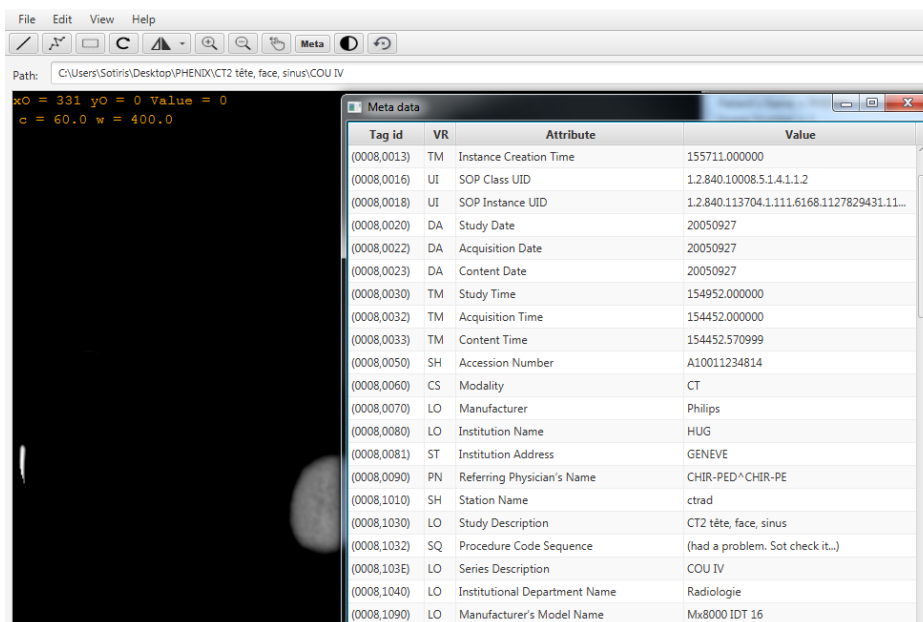 File Edit View Help
C Meta
Path: C:\Users\Sotiris\Desktop\PHENIX\CT2 tête, face, sinus\COU IV
xO = 331 yO = 0 Value = 0
c = 60.0 w = 400.0
Meta data
Tag id VR Attribute Value
(0008,0013) TM Instance Creation Time 155711.000000
(0008,0016) UI SOP Class UID 1.2.840.10008.5.1.4.1.1.2
(0008,0018) UI SOP Instance UID 1.2.840.113704.1.111.6168.1127829431.11...
(0008,0020) DA Study Date 20050927
(0008,0022) DA Acquisition Date 20050927
(0008,0023) DA Content Date 20050927
(0008,0030) TM Study Time 154952.000000
(0008,0032) TM Acquisition Time 154452.000000
(0008,0033) TM Content Time 154452.570999
(0008,0050) SH Accession Number A10011234814
(0008,0060) CS Modality CT
(0008,0070) LO Manufacturer Philips
(0008,0080) LO Institution Name HUG
(0008,0081) ST Institution Address GENEVE
(0008,0090) PN Referring Physician's Name CHIR-PED^CHIR-PE
(0008,1010) SH Station Name ctrad
(0008,1030) LO Study Description CT2 tête, face, sinus
(0008,1032) SQ Procedure Code Sequence (had a problem. Sot check it...)
(0008,103E) LO Series Description COU IV
(0008,1040) LO Institutional Department Name Radiologie
(0008,1090) LO Manufacturer's Model Name Mx8000 IDT 16